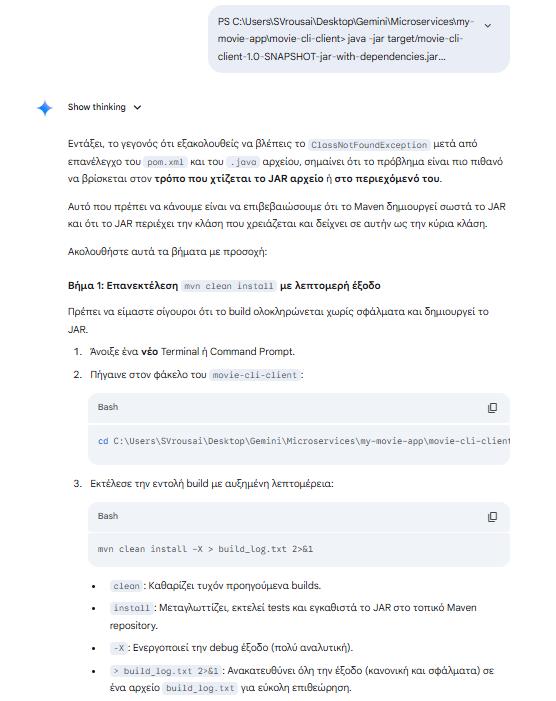 PS C:\Users\SVrousai\Desktop\Gemini\Microservices\my-
movie-app\movie-cli-client> java -jar target/movie-cli-
client-1.0-SNAPSHOT-jar-with-dependencies.jar...
Show thinking
Εντάξει, το γεγονός ότι εξακολουθείς να βλέπεις το ClassNotFoundException μετά από
επανέλεγχο του pom.xml και του .java αρχείου, σημαίνει ότι το πρόβλημα είναι πιο πιθανό
να βρίσκεται στον τρόπο που χτίζεται το JAR αρχείο ή στο περιεχόμενό του.
Αυτό που πρέπει να κάνουμε είναι να επιβεβαιώσουμε ότι το Maven δημιουργεί σωστά το JAR
και ότι το JAR περιέχει την κλάση που χρειάζεται και δείχνει σε αυτήν ως την κύρια κλάση.
Ακολουθήστε αυτά τα βήματα με προσοχή:
Βήμα 1: Επανεκτέλεση mvn clean install με λεπτομερή έξοδο
Πρέπει να είμαστε σίγουροι ότι το build ολοκληρώνεται χωρίς σφάλματα και δημιουργεί το
JAR.
1. Άνοιξε ένα νέο Terminal ή Command Prompt.
2. Πήγαινε στον φάκελο του movie-cli-client:
Bash
cd C:\Users\SVrousai\Desktop\Gemini\Microservices\my-movie-app\movie-cli-client
3. Εκτέλεσε την εντολή build με αυξημένη λεπτομέρεια:
Bash
mvn clean install -X > build_log.txt 2>&1
• clean: Καθαρίζει τυχόν προηγούμενα builds.
• install: Μεταγλωττίζει, εκτελεί tests και εγκαθιστά το JAR στο τοπικό Maven
repository.
• -X: Ενεργοποιεί την debug έξοδο (πολύ αναλυτική).
• > build_log.txt 2>&1: Ανακατευθύνει όλη την έξοδο (κανονική και σφάλματα) σε
ένα αρχείο build_log.txt για εύκολη επιθεώρηση.